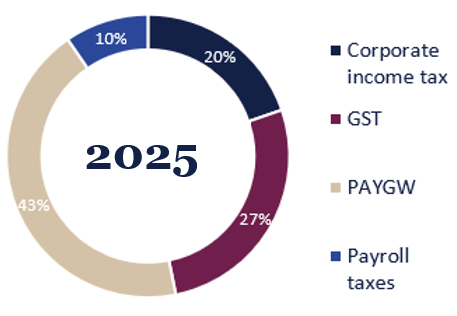 10%
20%
2025
43%
27%
Corporate
income tax
GST
PAYGW
Payroll
taxes